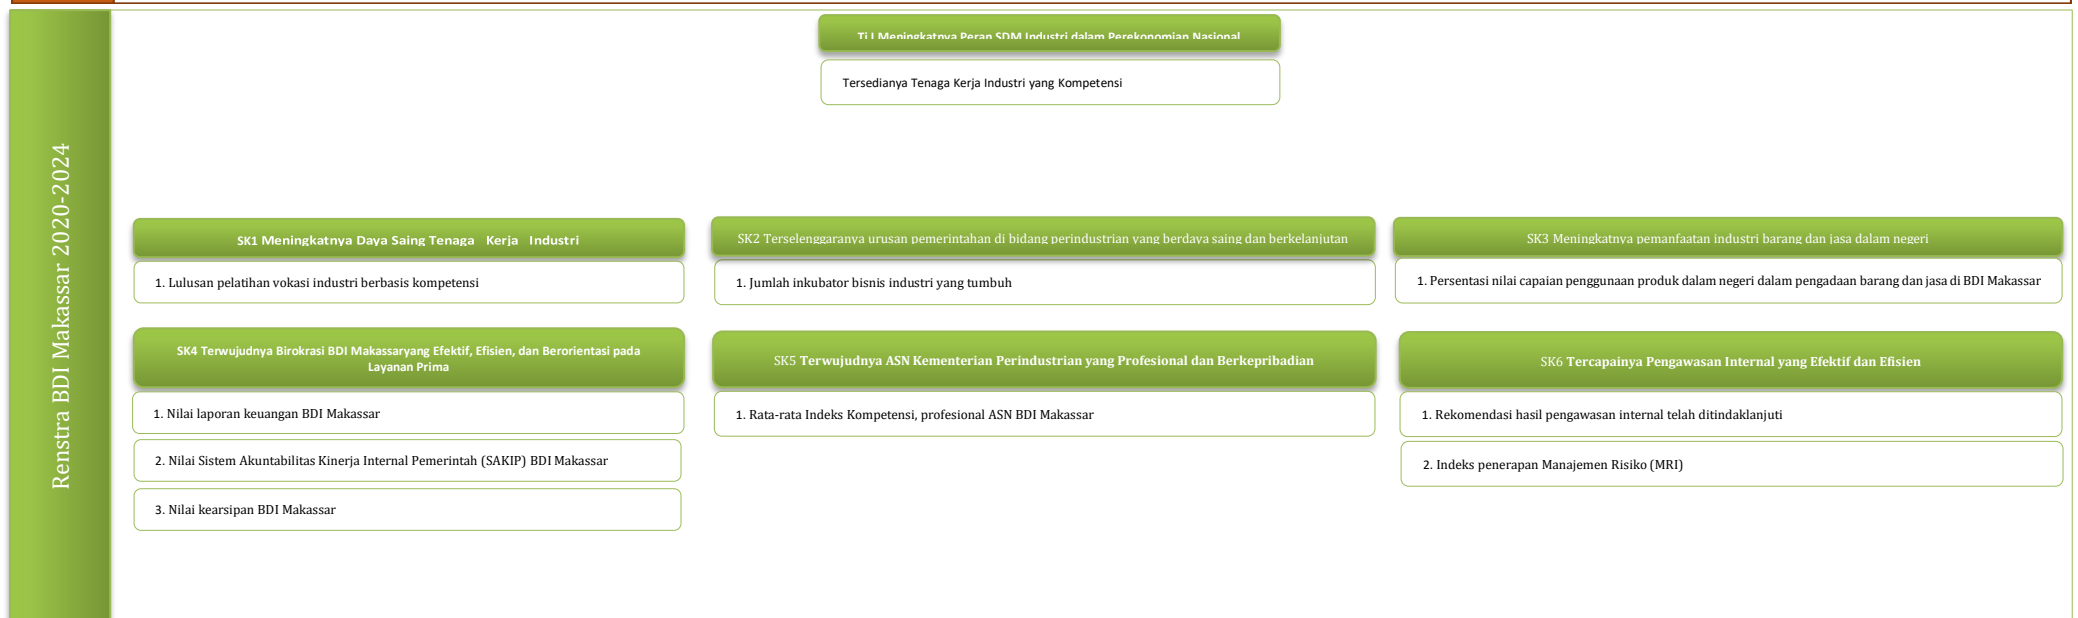 Renstra BDI Makassar 2020-2024
Tj I Meningkatnya Peran SDM Industri dalam Perekonomian Nasional
Tersedianya Tenaga Kerja Industri yang Kompetensi
SK1 Meningkatnya Daya Saing Tenaga Kerja Industri
1. Lulusan pelatihan vokasi industri berbasis kompetensi
SK2 Terselenggaranya urusan pemerintahan di bidang perindustrian yang berdaya saing dan berkelanjutan
1. Jumlah inkubator bisnis industri yang tumbuh
SK3 Meningkatnya pemanfaatan industri barang dan jasa dalam negeri
1. Persentasi nilai capaian penggunaan produk dalam negeri dalam pengadaan barang dan jasa di BDI Makassar
SK4 Terwujudnya Birokrasi BDI Makassaryang Efektif, Efisien, dan Berorientasi pada
Layanan Prima
1. Nilai laporan keuangan BDI Makassar
2. Nilai Sistem Akuntabilitas Kinerja Internal Pemerintah (SAKIP) BDI Makassar
3. Nilai kearsipan BDI Makassar
SK5 Terwujudnya ASN Kementerian Perindustrian yang Profesional dan Berkepribadian
1. Rata-rata Indeks Kompetensi, profesional ASN BDI Makassar
SK6 Tercapainya Pengawasan Internal yang Efektif dan Efisien
1. Rekomendasi hasil pengawasan internal telah ditindaklanjuti
2. Indeks penerapan Manajemen Risiko (MRI)